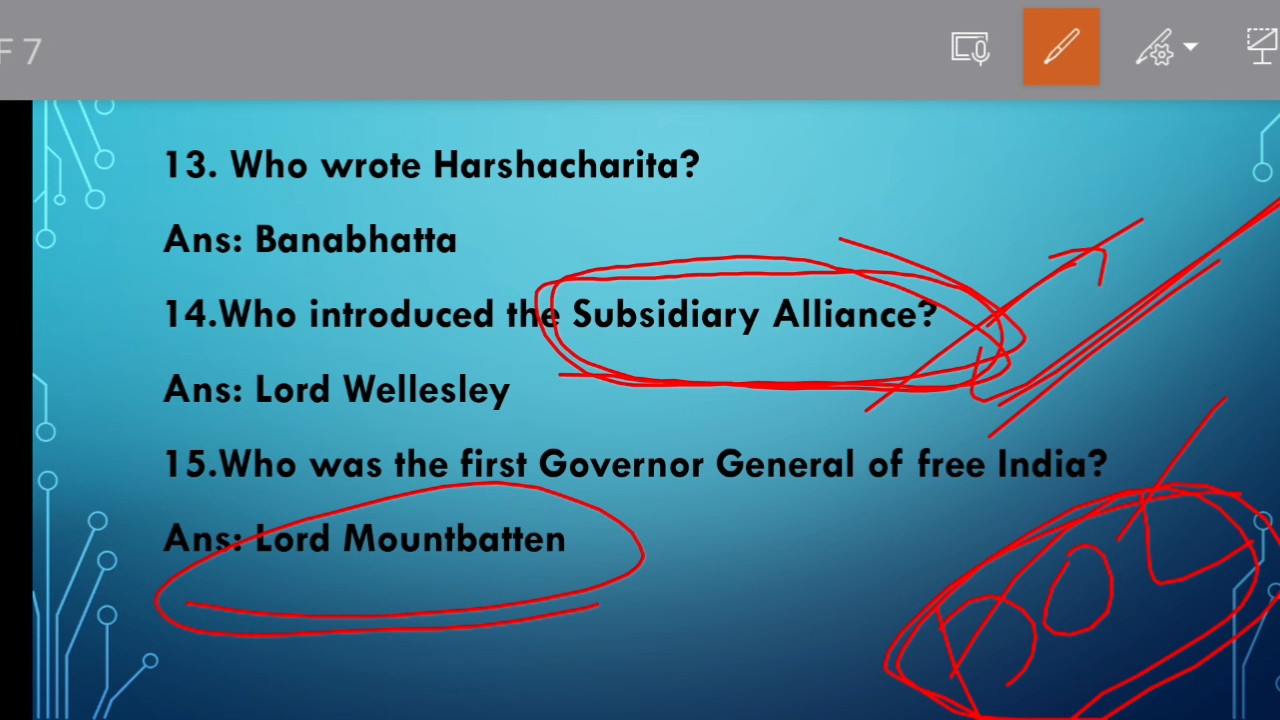 F 7
13. Who wrote Harshacharita?
Ans: Banabhatta
14.Who introduced the Subsidiary Alliance?
Ans: Lord Wellesley
15.Who was the first Governor General of free India?
Ans: Lord Mountbatten